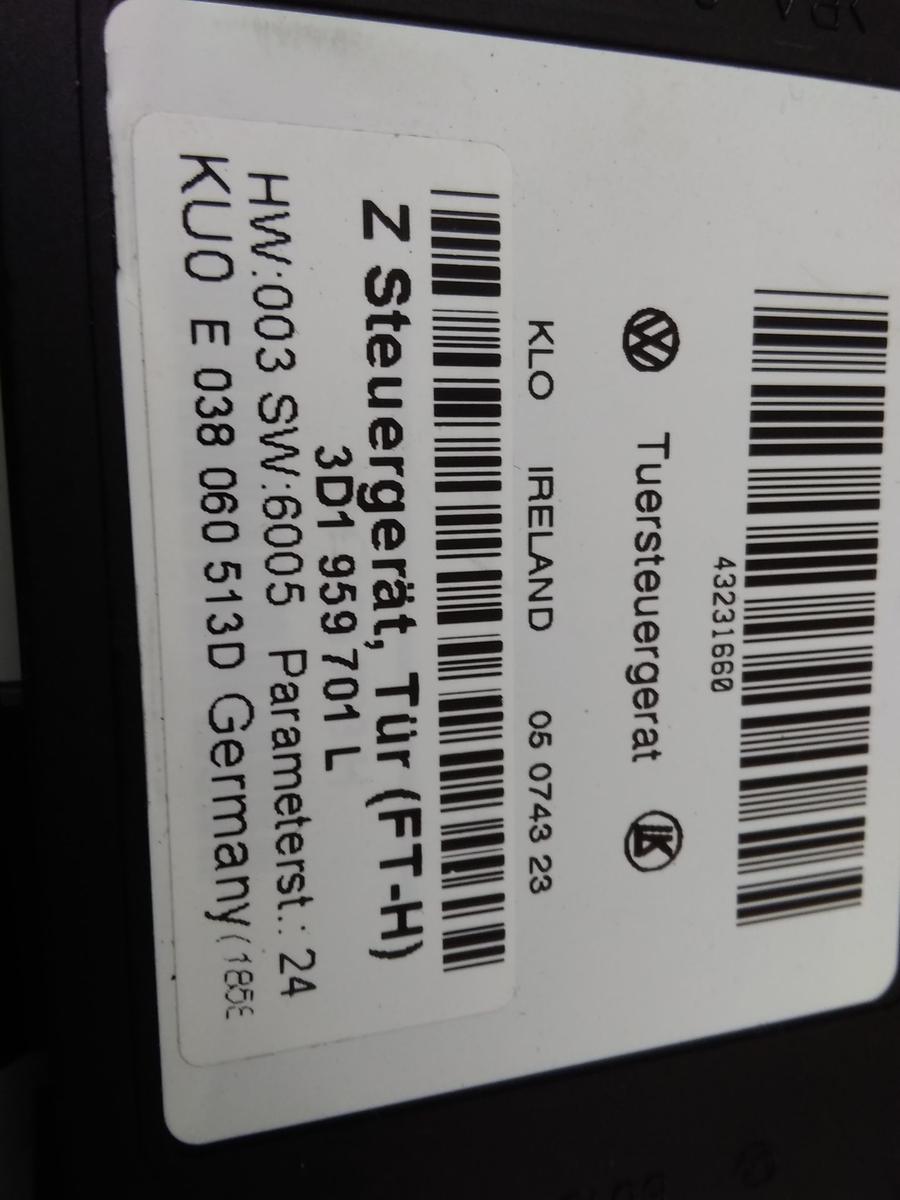 43231660
Tuersteuergerat
KLO IRELAND 05 0743 23
Z Steuergerät, Tür (FT-H)
3D1 959 701 L
HW:003 SW:6005 Parameterst.: 24
KU0 E 038 060 513D Germany